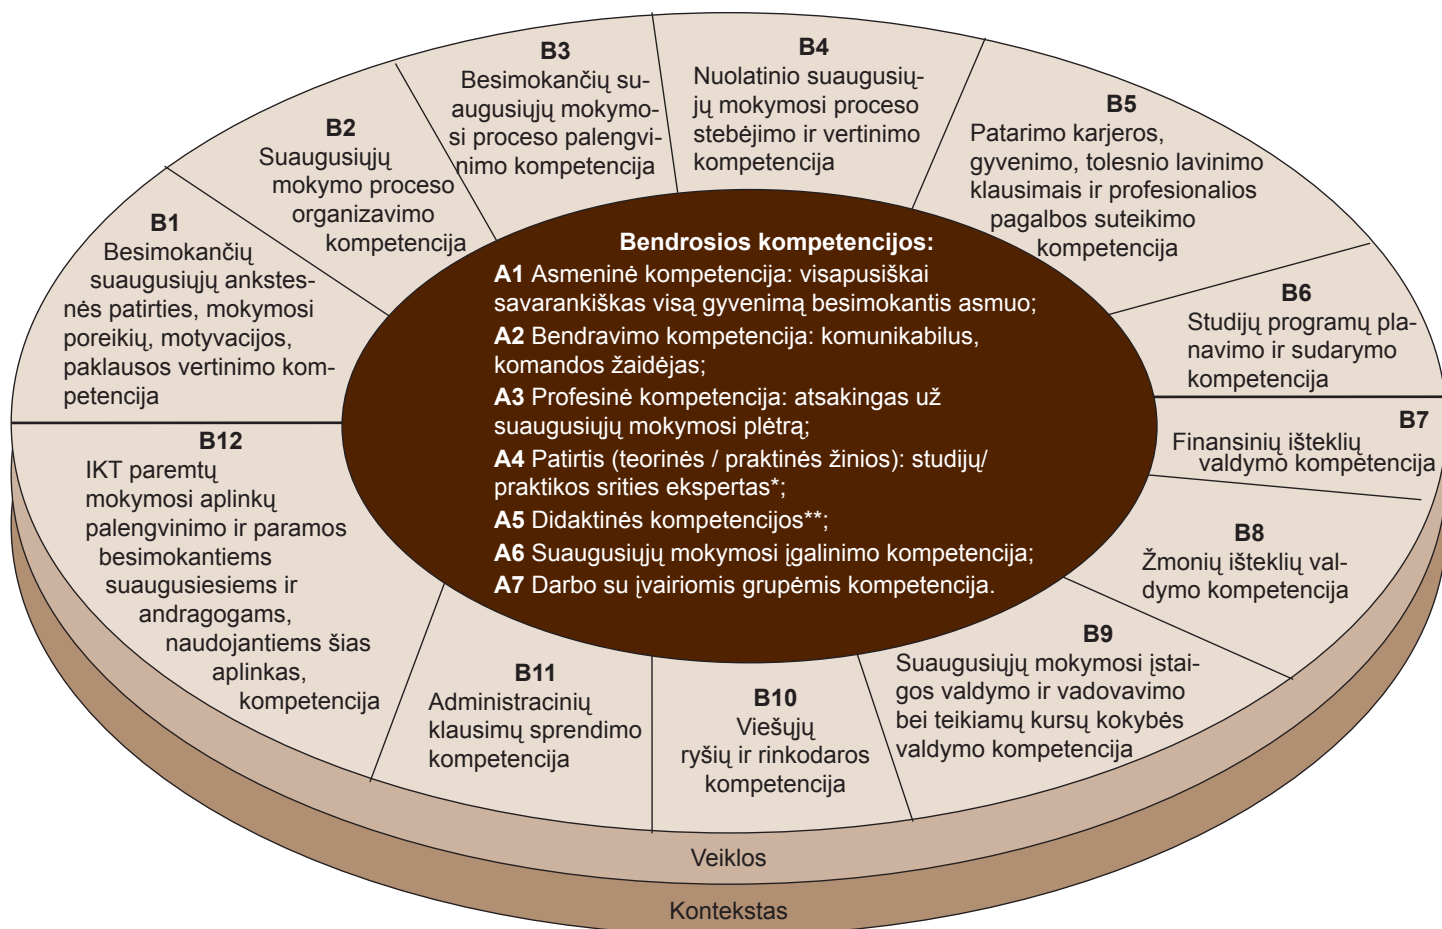 B1
Besimokančių
suaugusiųjų ankstes-
nės patirties, mokymosi
poreikių, motyvacijos,
paklausos vertinimo kom-
petencija
B2
Suaugusiųjų
mokymo proceso
organizavimo
kompetencija
B3
Besimokančių su-
augusiųjų mokymo-
si proceso palengvi-
nimo kompetencija
B4
Nuolatinio suaugusių-
jų mokymosi proceso
stebėjimo ir vertinimo
kompetencija
B5
Patarimo karjeros,
gyvenimo, tolesnio lavinimo
klausimais ir profesionalios
pagalbos suteikimo
kompetencija
B6
Studijų programų pla-
navimo ir sudarymo
kompetencija
B7
Finansinių išteklių
valdymo kompetencija
B8
Žmonių išteklių val-
dymo kompetencija
B9
Suaugusiųjų mokymosi įstai-
gos valdymo ir vadovavimo
bei teikiamų kursų kokybės
valdymo kompetencija
B10
Viešųjų
ryšių ir rinkodaros
kompetencija
B11
Administracinių
klausimų sprendimo
kompetencija
B12
IKT paremtų
mokymosi aplinkų
palengvinimo ir paramos
besimokantiems
suaugusiesiems ir
andragogams,
naudojantiems šias
aplinkas,
kompetencija
Bendrosios kompetencijos:
A1 Asmeninė kompetencija: visapusiškai
savarankiškas visą gyvenimą besimokantis asmuo;
A2 Bendravimo kompetencija: komunikabilus,
komandos žaidėjas;
A3 Profesinė kompetencija: atsakingas už
suaugusiųjų mokymosi plėtrą;
A4 Patirtis (teorinės / praktinės žinios): studijų/
praktikos srities ekspertas*;
A5 Didaktinės kompetencijos**;
A6 Suaugusiųjų mokymosi įgalinimo kompetencija;
A7 Darbo su įvairiomis grupėmis kompetencija.
Veiklos
Kontekstas